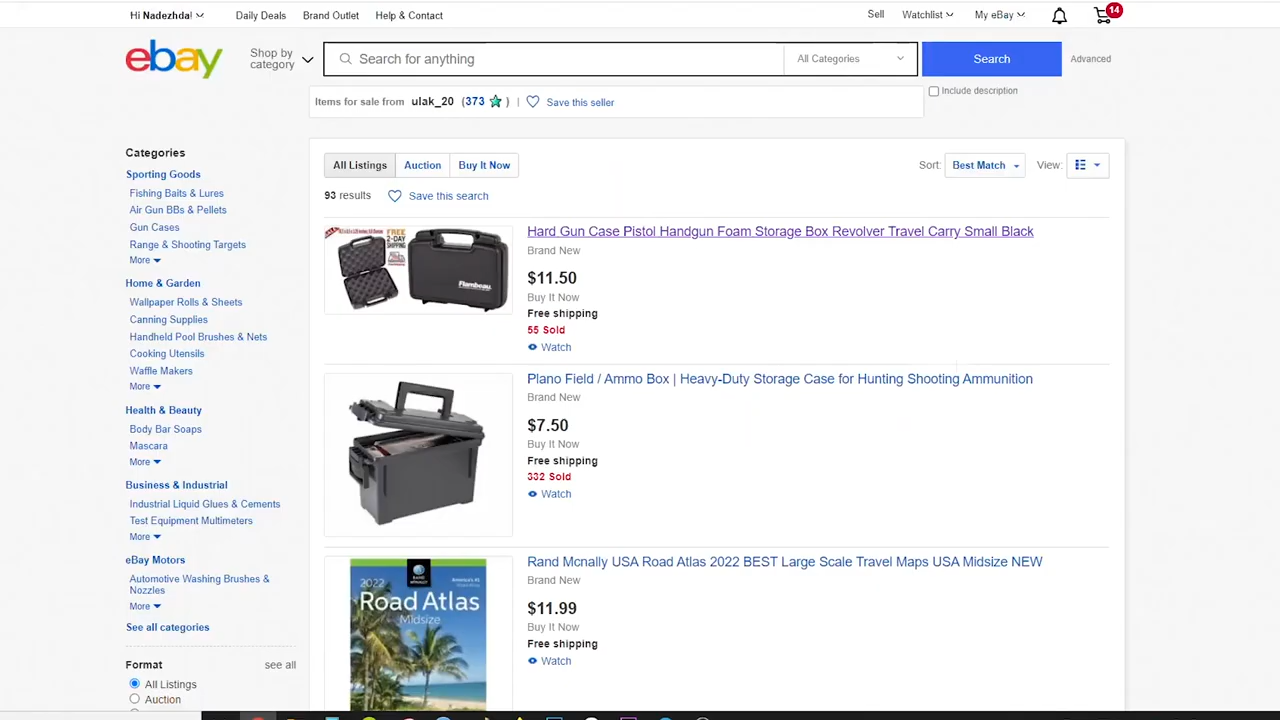 Hi Nadezhda!
Daily Deals
Brand Outlet
Help & Contact
Sell
Watchlist
My eBay
14
ebay
Shop by category
Search for anything
All Categories
Search
Advanced
Items for sale from ulak_20 (373 ) | Save this seller
Include description
Categories
Sporting Goods
Fishing Baits & Lures
Air Gun BBs & Pellets
Gun Cases
Range & Shooting Targets
More
Home & Garden
Wallpaper Rolls & Sheets
Canning Supplies
Handheld Pool Brushes & Nets
Cooking Utensils
Waffle Makers
More
Health & Beauty
Body Bar Soaps
Mascara
More
Business & Industrial
Industrial Liquid Glues & Cements
Test Equipment Multimeters
More
eBay Motors
Automotive Washing Brushes &
Nozzles
More
See all categories
Format
see all
All Listings
Auction
All Listings
Auction
Buy It Now
Sort: Best Match
View:
93 results
Save this search
FREE
2-DAY
SHIPPING
Flambeau
Hard Gun Case Pistol Handgun Foam Storage Box Revolver Travel Carry Small Black
Brand New
$11.50
Buy It Now
Free shipping
55 Sold
Watch
Plano Field / Ammo Box | Heavy-Duty Storage Case for Hunting Shooting Ammunition
Brand New
$7.50
Buy It Now
Free shipping
332 Sold
Watch
RAND
MCNALLY
2022
Road Atlas
Midsize
Rand Mcnally USA Road Atlas 2022 BEST Large Scale Travel Maps USA Midsize NEW
Brand New
$11.99
Buy It Now
Free shipping
Watch